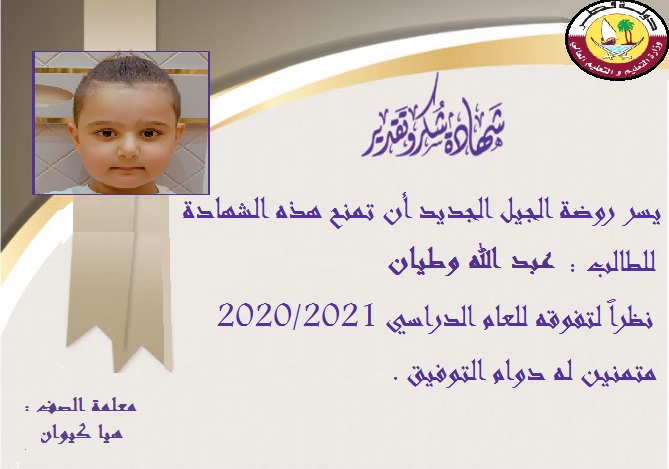 دولة قطر
وزارة التعليم و التعليم العالي
شهادة شكر وتقدير
يسر روضة الجيل الجديد أن تمنح هذه الشهادة
للطالب : عبد الله وطيان
نظراً لتفوقه للعام الدراسي 2020/2021
متمنين له دوام التوفيق .
معلمة الصف :
هيا كيوان